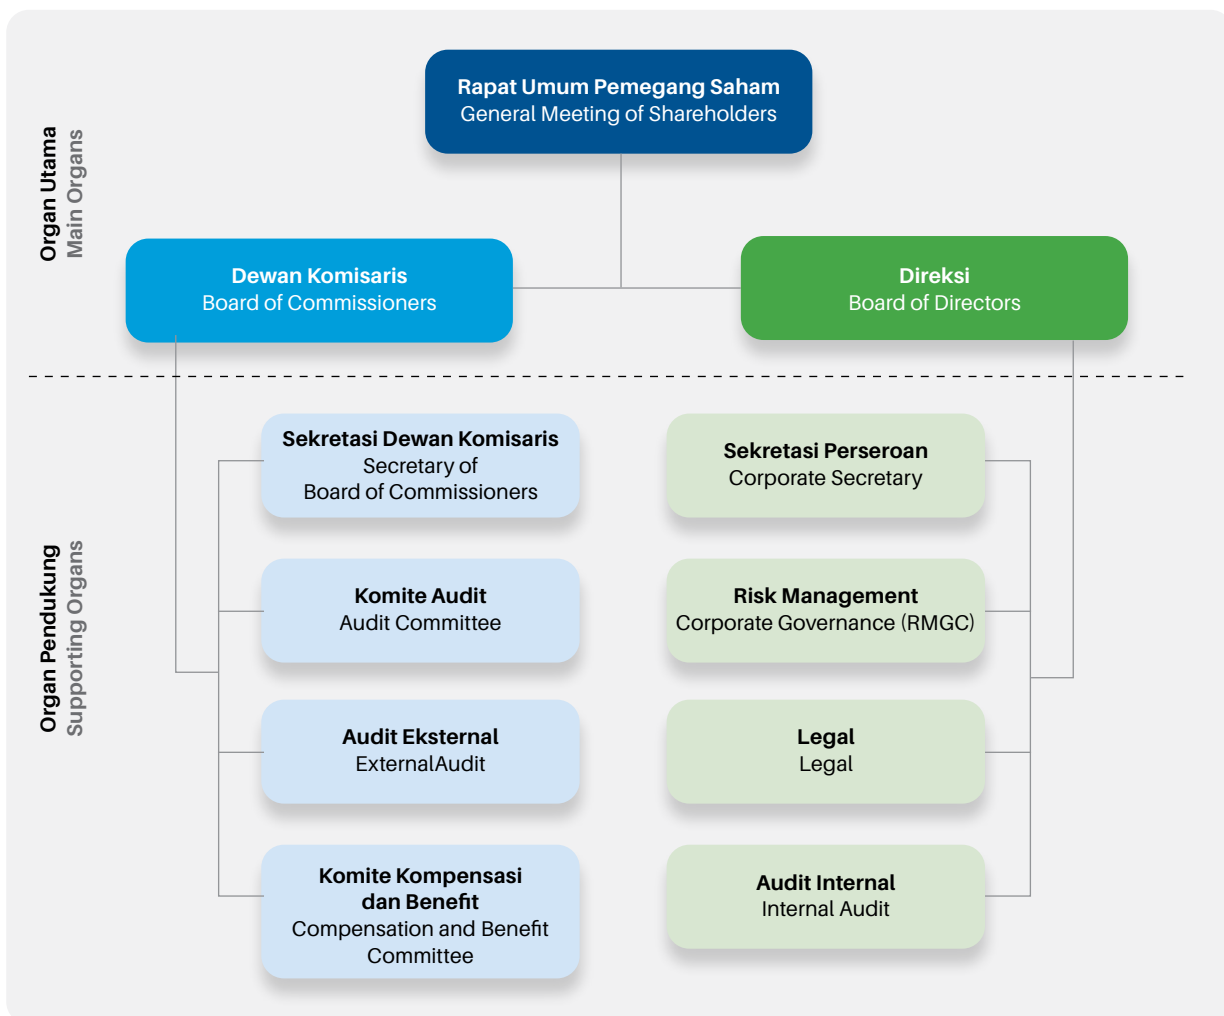 Organ Utama
Main Organs
Rapat Umum Pemegang Saham
General Meeting of Shareholders
Dewan Komisaris
Board of Commissioners
Direksi
Board of Directors
Organ Pendukung
Supporting Organs
Sekretasi Dewan Komisaris
Secretary of
Board of Commissioners
Komite Audit
Audit Committee
Audit Eksternal
ExternalAudit
Komite Kompensasi
dan Benefit
Compensation and Benefit
Committee
Sekretasi Perseroan
Corporate Secretary
Risk Management
Corporate Governance (RMGC)
Legal
Legal
Audit Internal
Internal Audit